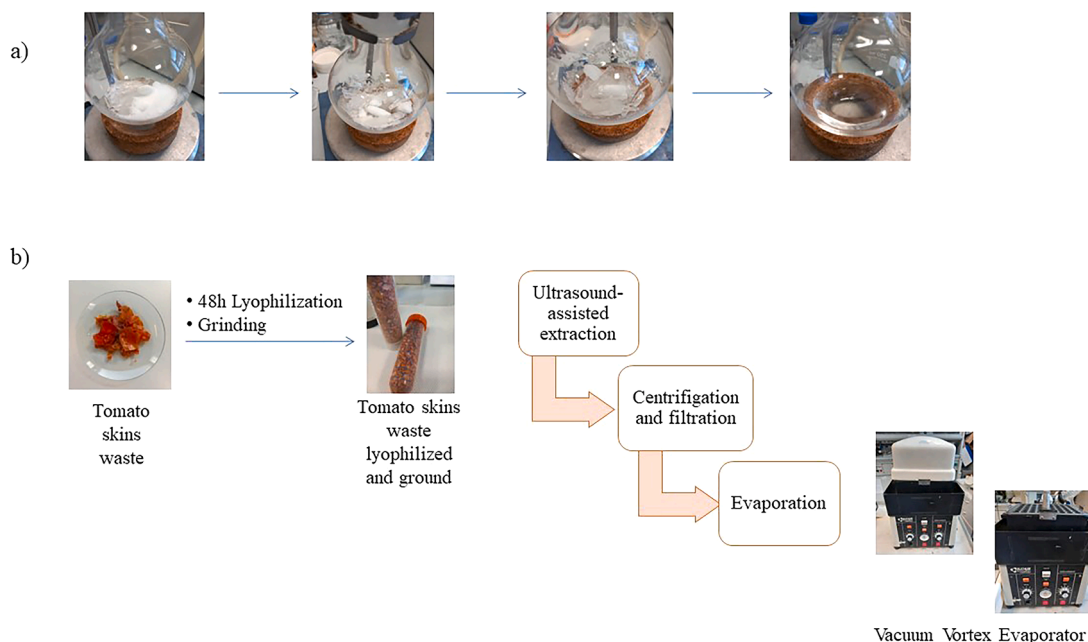 a)
b)
• 48h Lyophilization
• Grinding
Tomato
skins
waste
Tomato skins
waste
lyophilized
and ground
Ultrasound-
assisted
extraction
Centrifigation
and filtration
Evaporation
Vacuum Vortex Evaporator